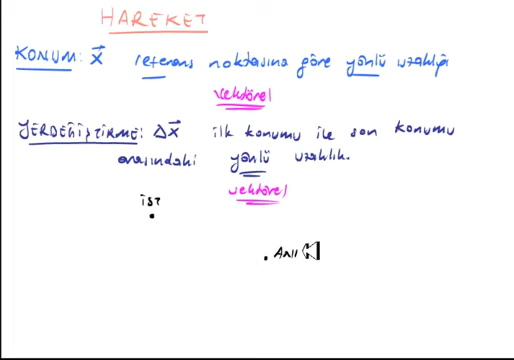 HAREKET
KONUM: X⃗ referans noktasına göre yönlü uzaklığı
vektörel
YERDEĞİŞTİRME: ΔX⃗ ilk konumu ile son konumu
arasındaki yönlü uzaklık.
vektörel
İST